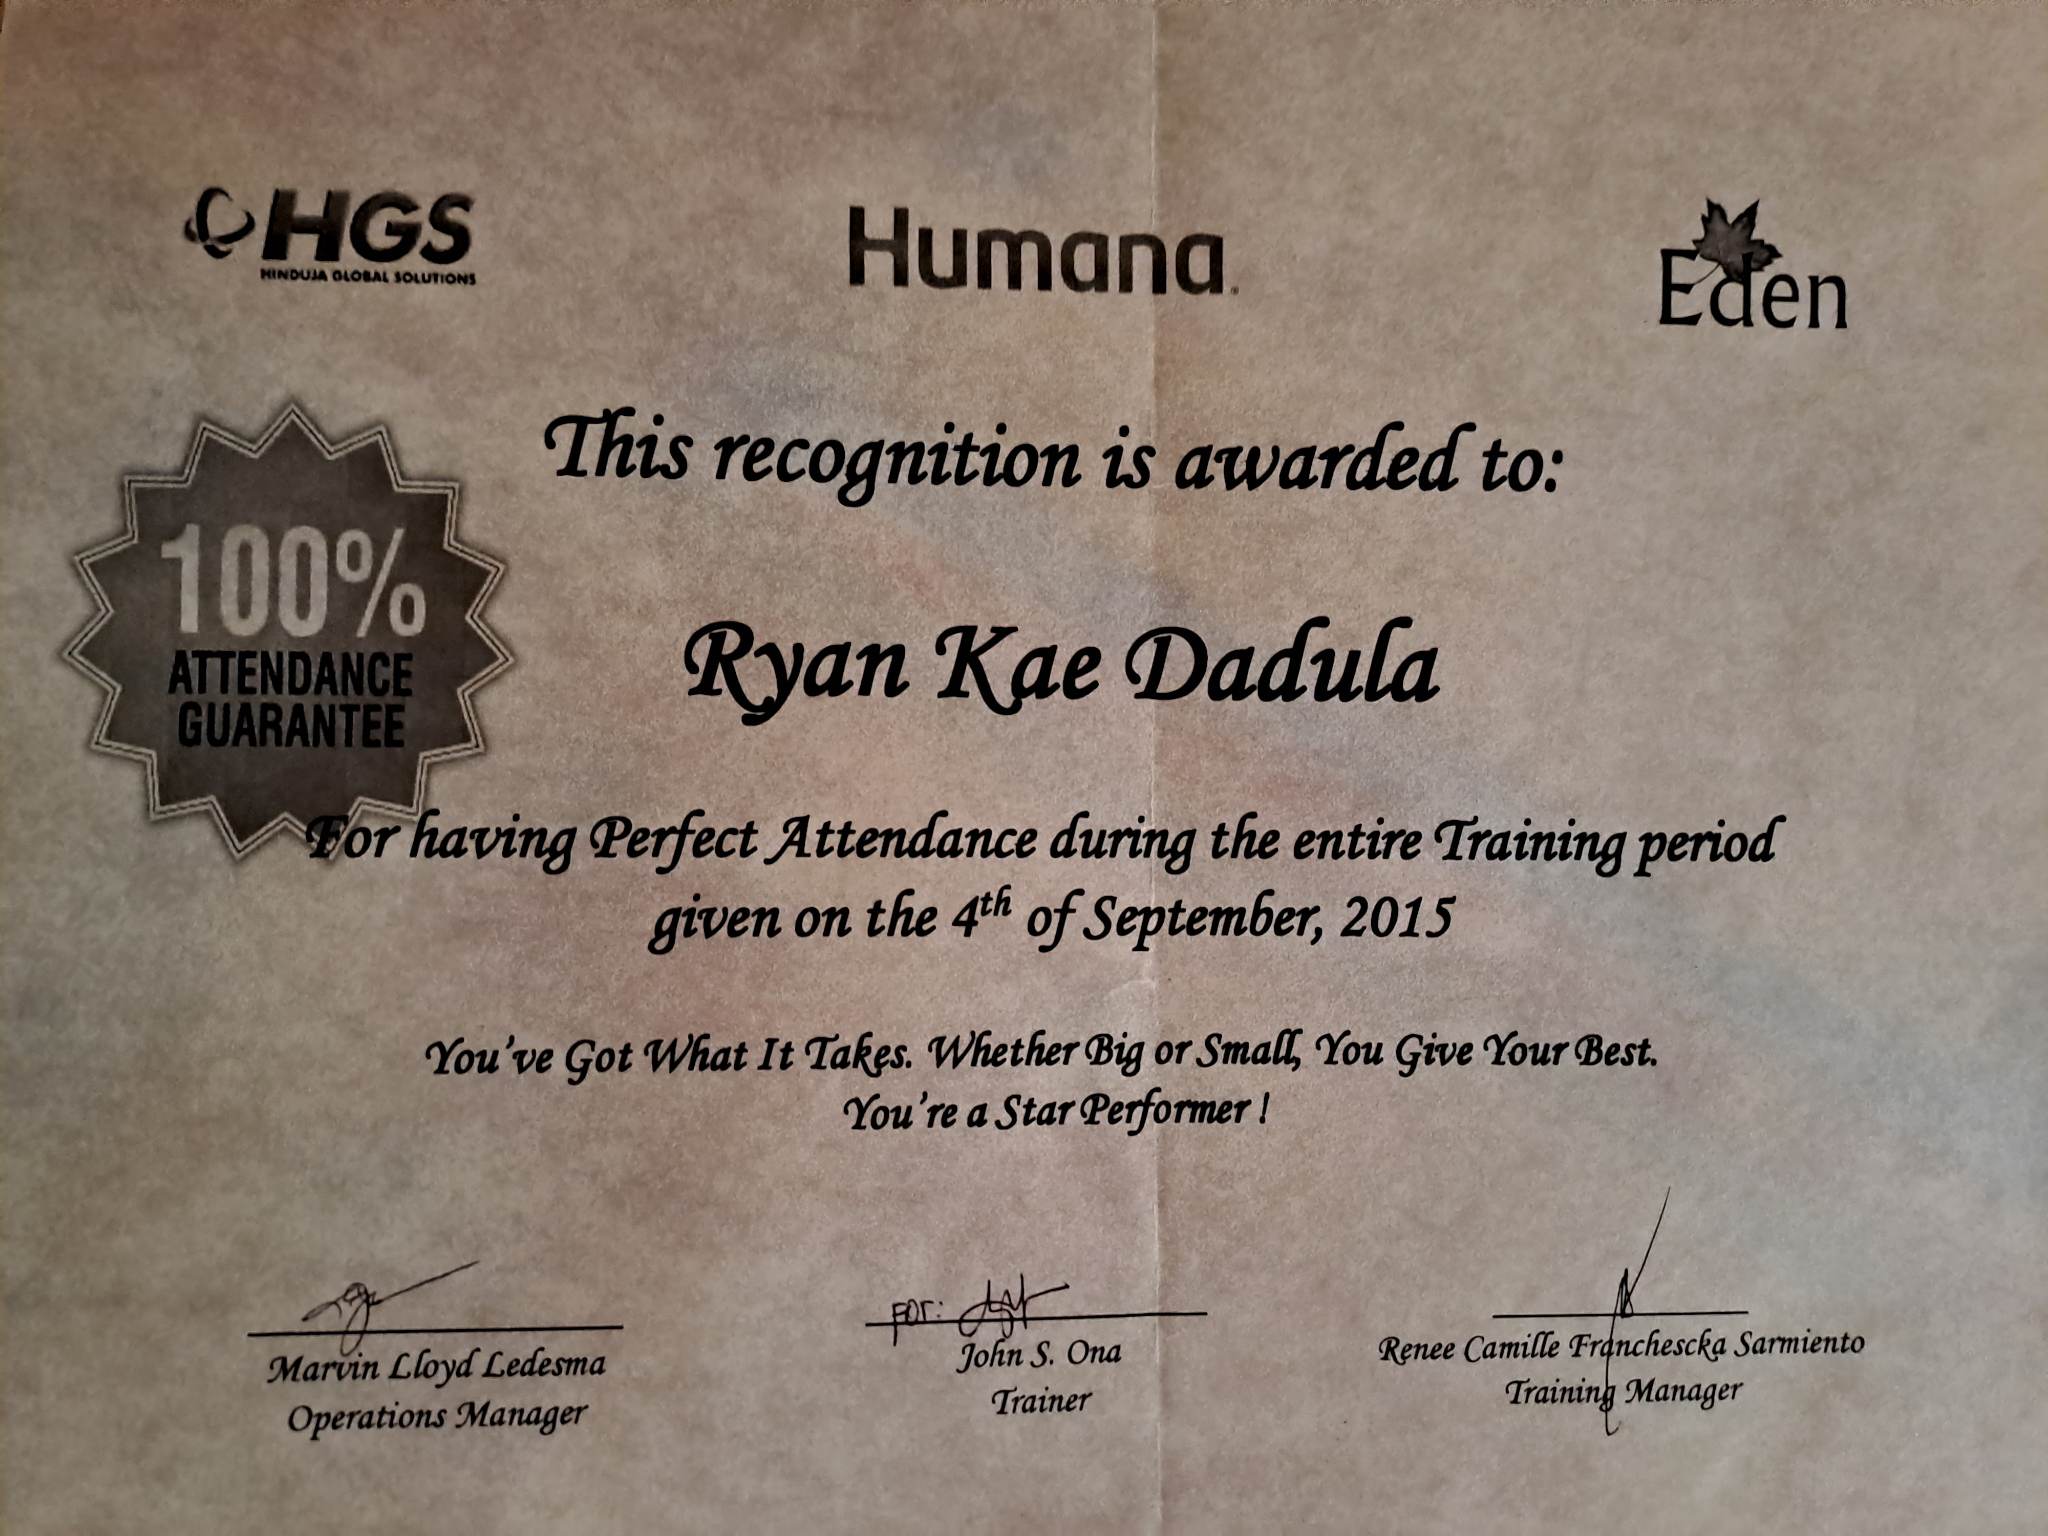 HGS
HINDUJA GLOBAL SOLUTIONS
Humana.
Eden
This recognition is awarded to:
100%
ATTENDANCE
GUARANTEE
Ryan Kae Dadula
For having Perfect Attendance during the entire Training period
given on the 4th of September, 2015
You've Got What It Takes. Whether Big or Small, You Give Your Best.
You're a Star Performer !
For:
Marvin Lloyd Ledesma
Operations Manager
John S. Ona
Trainer
Renee Camille Franchescka Sarmiento
Training Manager